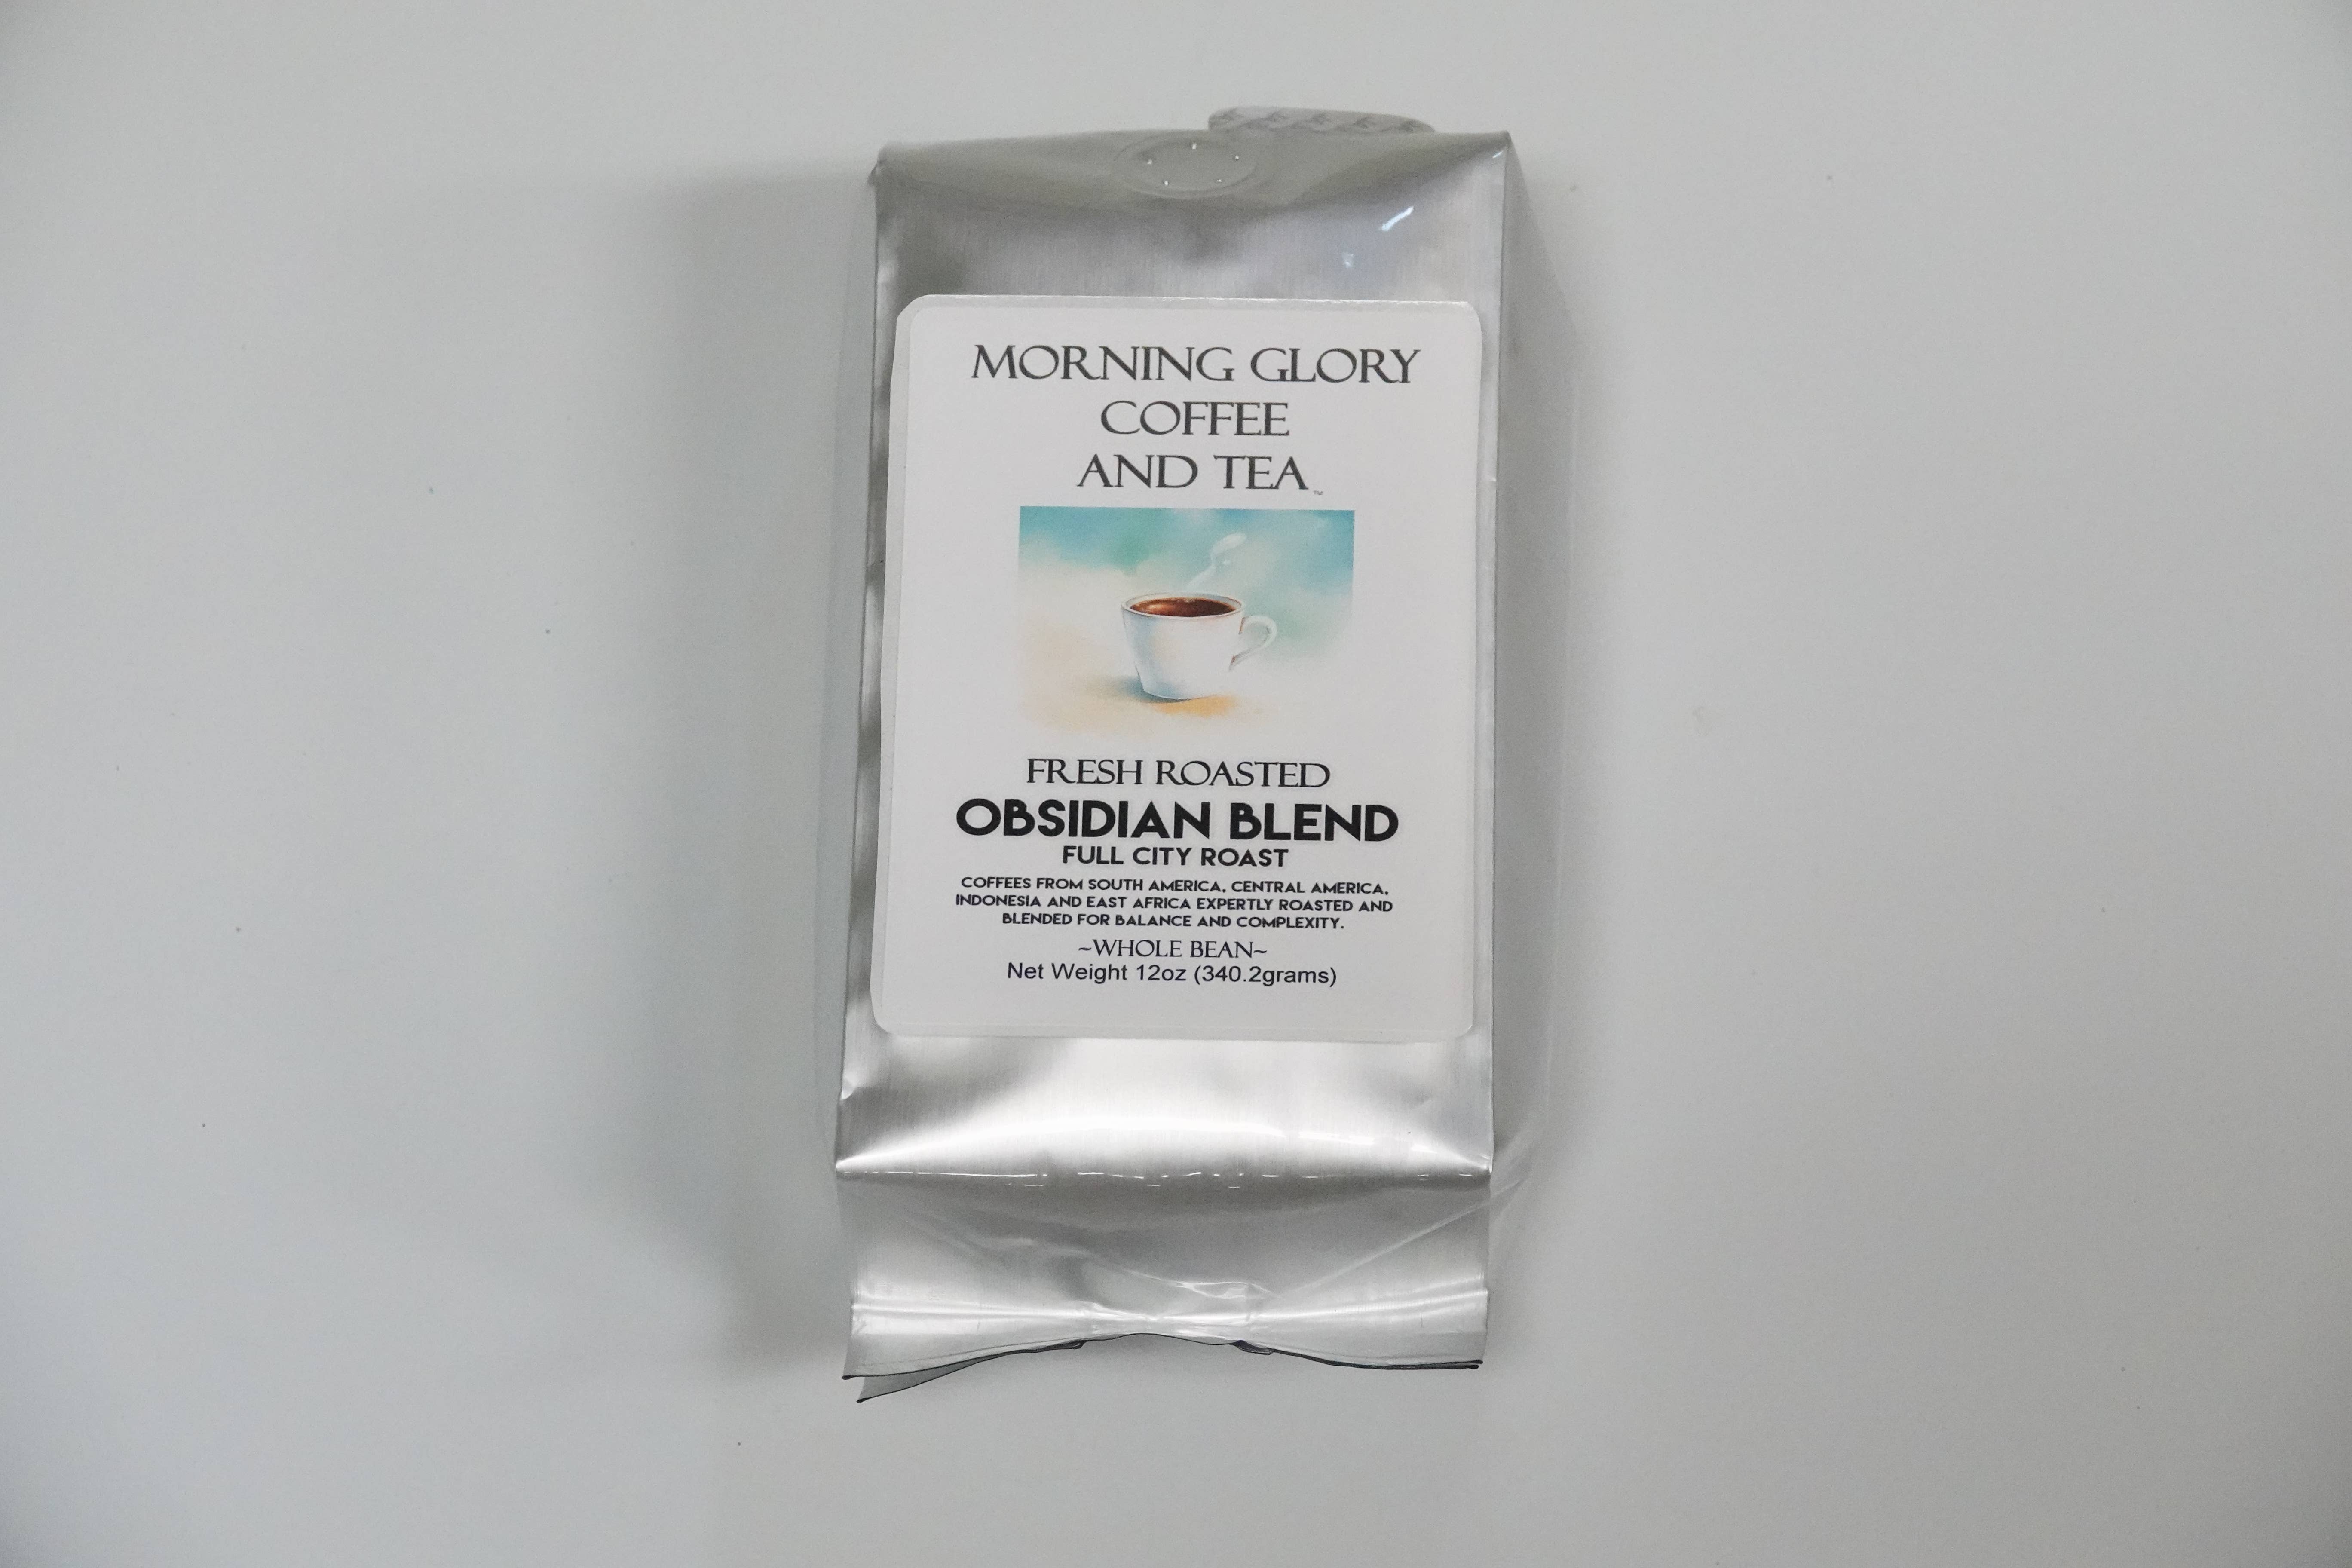 MORNING GLORY
COFFEE
AND TEA™
FRESH ROASTED
OBSIDIAN BLEND
FULL CITY ROAST
COFFEES FROM SOUTH AMERICA, CENTRAL AMERICA,
INDONESIA AND EAST AFRICA EXPERTLY ROASTED AND
BLENDED FOR BALANCE AND COMPLEXITY.
~WHOLE BEAN~
Net Weight 12oz (340.2grams)